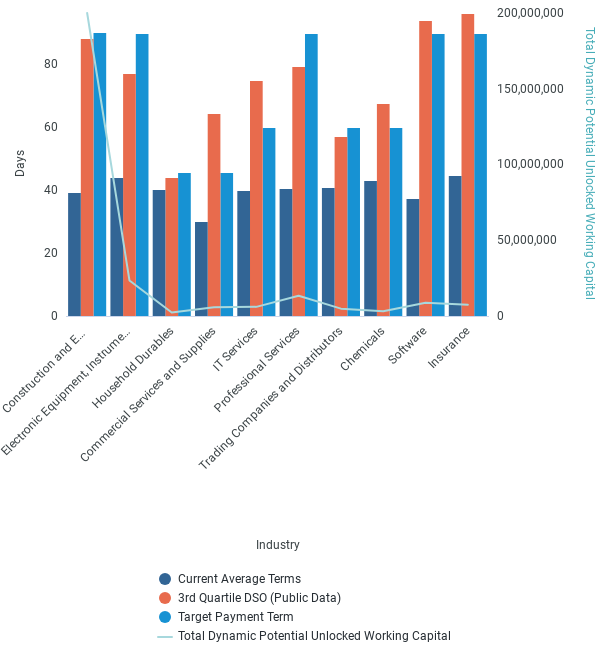 200,000,000
150,000,000
100,000,000
50,000,000
0
80
60
40
20
0
Days
Total Dynamic Potential Unlocked Working Capital
Construction and E...
Electronic Equipment, Instrume...
Household Durables
Commercial Services and Supplies
IT Services
Professional Services
Trading Companies and Distributors
Chemicals
Software
Insurance
Industry
Current Average Terms
3rd Quartile DSO (Public Data)
Target Payment Term
Total Dynamic Potential Unlocked Working Capital